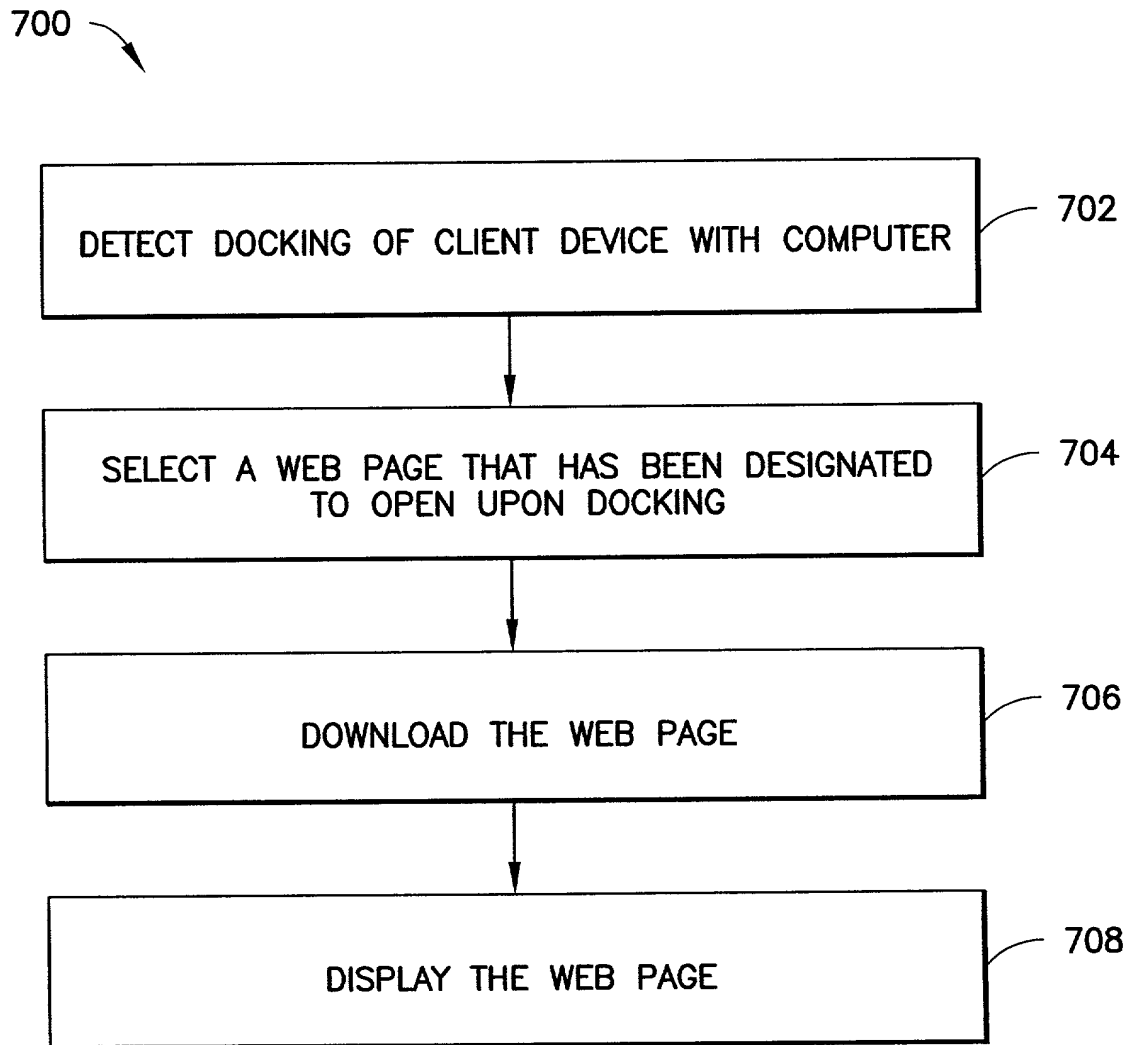 700
DETECT DOCKING OF CLIENT DEVICE WITH COMPUTER
702
SELECT A WEB PAGE THAT HAS BEEN DESIGNATED
TO OPEN UPON DOCKING
704
DOWNLOAD THE WEB PAGE
706
DISPLAY THE WEB PAGE
708